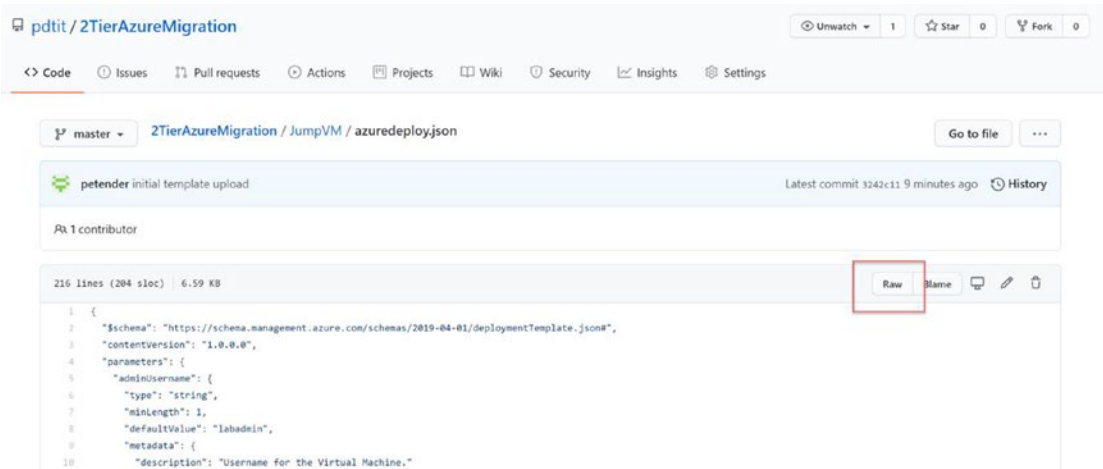 pdtit / 2TierAzureMigration
Unwatch 1 Star 0 Fork 0
<> Code Issues Pull requests Actions Projects Wiki Security Insights Settings
master 2TierAzureMigration / JumpVM / azuredeploy.json Go to file ...
petender initial template upload Latest commit 3242c11 9 minutes ago History
1 contributor
216 lines (204 sloc) 6.59 KB Raw Blame
1 {
2 "$schema": "https://schema.management.azure.com/schemas/2019-04-01/deploymentTemplate.json#",
3 "contentVersion": "1.0.0.0",
4 "parameters": {
5 "adminUsername": {
6 "type": "string",
7 "minLength": 1,
8 "defaultValue": "labadmin",
9 "metadata": {
10 "description": "Username for the Virtual Machine."